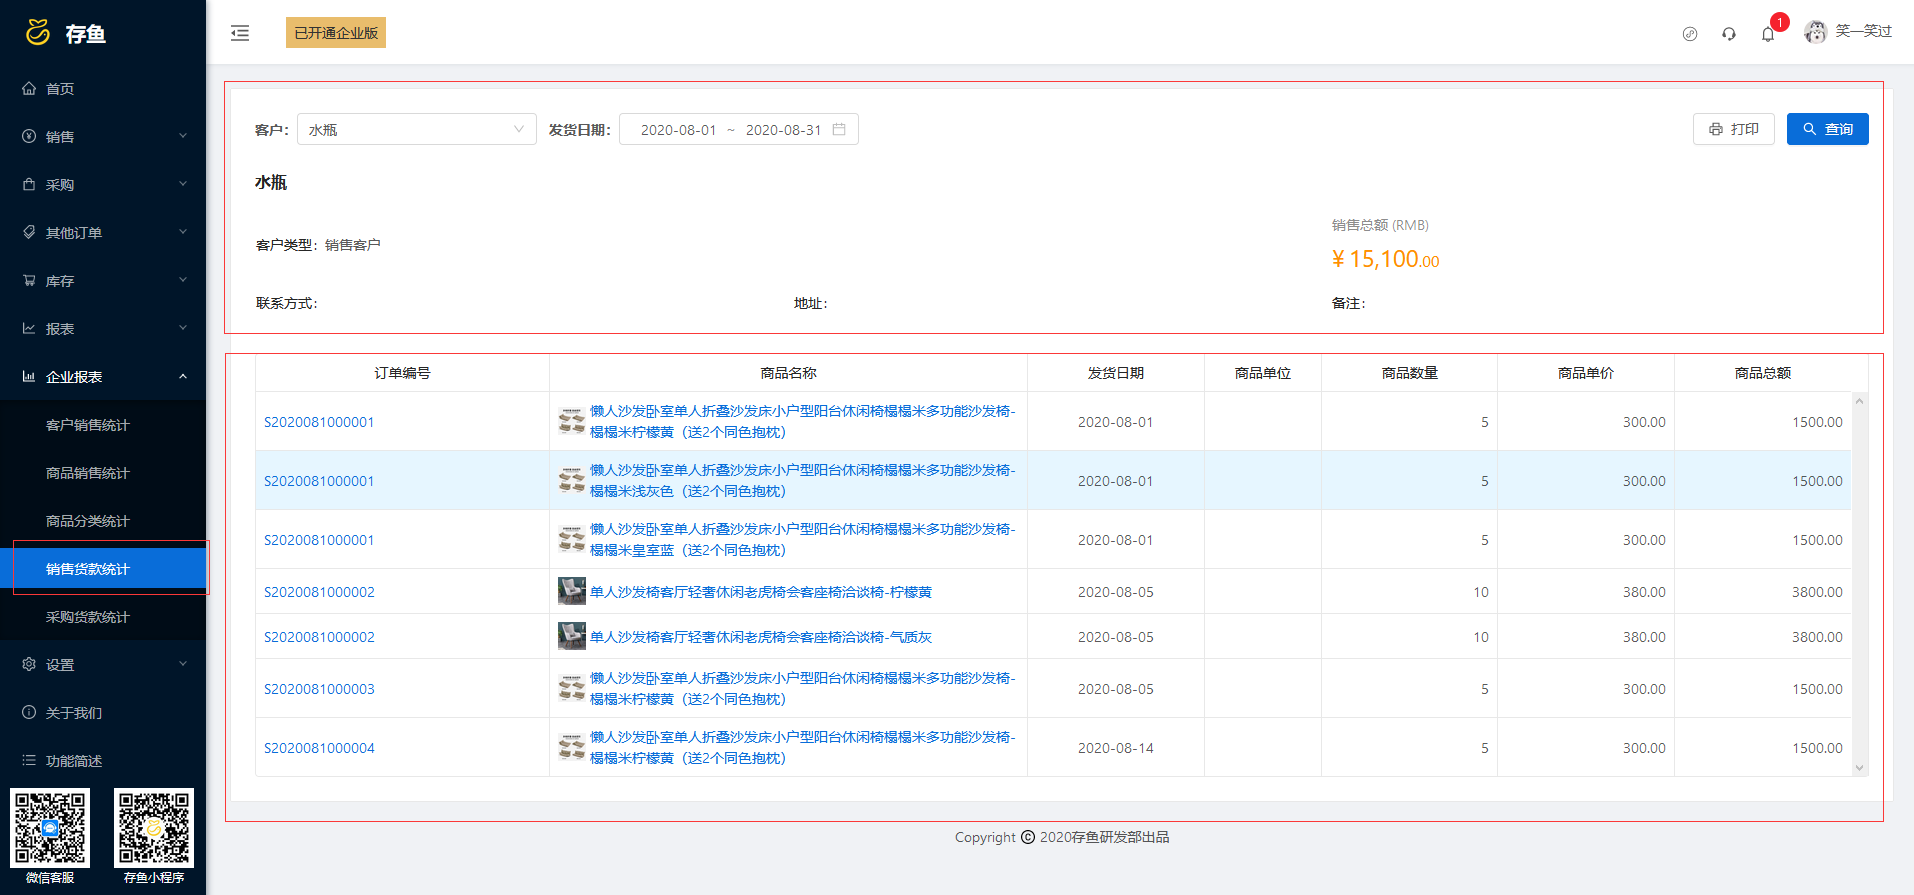 存鱼
已开通企业版
1
笑一笑过
首页
销售
采购
其他订单
库存
报表
企业报表
客户销售统计
商品销售统计
商品分类统计
销售货款统计
采购货款统计
设置
关于我们
功能简述
微信客服
存鱼小程序
客户： 水瓶 发货日期： 2020-08-01 ~ 2020-08-31 打印 查询
水瓶
客户类型：销售客户
销售总额 (RMB)
¥ 15,100.00
联系方式： 地址： 备注：
订单编号 商品名称 发货日期 商品单位 商品数量 商品单价 商品总额
S2020081000001 懒人沙发卧室单人折叠沙发床小户型阳台休闲椅榻榻米多功能沙发椅- 2020-08-01 5 300.00 1500.00
榻榻米柠檬黄（送2个同色抱枕）
S2020081000001 懒人沙发卧室单人折叠沙发床小户型阳台休闲椅榻榻米多功能沙发椅- 2020-08-01 5 300.00 1500.00
榻榻米浅灰色（送2个同色抱枕）
S2020081000001 懒人沙发卧室单人折叠沙发床小户型阳台休闲椅榻榻米多功能沙发椅- 2020-08-01 5 300.00 1500.00
榻榻米皇室蓝（送2个同色抱枕）
S2020081000002 单人沙发椅客厅轻奢休闲老虎椅会客座椅洽谈椅-柠檬黄 2020-08-05 10 380.00 3800.00
S2020081000002 单人沙发椅客厅轻奢休闲老虎椅会客座椅洽谈椅-气质灰 2020-08-05 10 380.00 3800.00
S2020081000003 懒人沙发卧室单人折叠沙发床小户型阳台休闲椅榻榻米多功能沙发椅- 2020-08-05 5 300.00 1500.00
榻榻米柠檬黄（送2个同色抱枕）
S2020081000004 懒人沙发卧室单人折叠沙发床小户型阳台休闲椅榻榻米多功能沙发椅- 2020-08-14 5 300.00 1500.00
榻榻米柠檬黄（送2个同色抱枕）
Copyright © 2020存鱼研发部出品